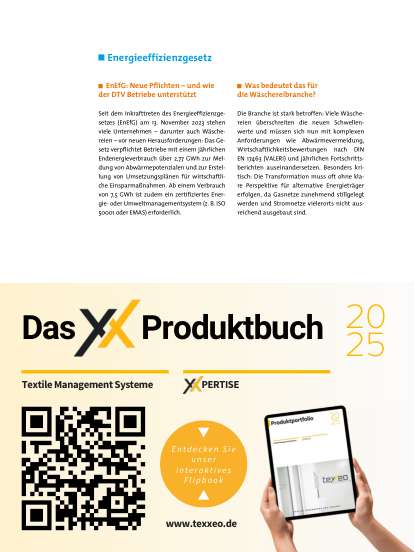 Energieeffizienzgesetz
EnEfG: Neue Pflichten – und wie
der DTV Betriebe unterstützt
Seit dem Inkrafttreten des Energieeffizienzge-
setzes (EnEfG) am 13. November 2023 stehen
viele Unternehmen – darunter auch Wäsche-
reien – vor neuen Herausforderungen: Das Ge-
setz verpflichtet Betriebe mit einem jährlichen
Endenergieverbrauch über 2,77 GWh zur Mel-
dung von Abwärmepotenzialen und zur Erstel-
lung von Umsetzungsplänen für wirtschaftli-
che Einsparmaßnahmen. Ab einem Verbrauch
von 7,5 GWh ist zudem ein zertifiziertes Ener-
gie- oder Umweltmanagementsystem (z. B. ISO
50001 oder EMAS) erforderlich.
Was bedeutet das für
die Wäschereibranche?
Die Branche ist stark betroffen: Viele Wäsche-
reien überschreiten die neuen Schwellen-
werte und müssen sich nun mit komplexen
Anforderungen wie Abwärmevermeidung,
Wirtschaftlichkeitsbewertungen nach DIN
EN 17463 (VALERI) und jährlichen Fortschritts-
berichten auseinandersetzen. Besonders kri-
tisch: Die Transformation muss oft ohne kla-
re Perspektive für alternative Energieträger
erfolgen, da Gasnetze zunehmend stillgelegt
werden und Stromnetze vielerorts nicht aus-
reichend ausgebaut sind.
Das XX Produktbuch
20
25
Textile Management Systeme
XXPERTISE
Entdecken Sie
unser
interaktives
Flipbook
www.texxeo.de
Produktportfolio
texxeo